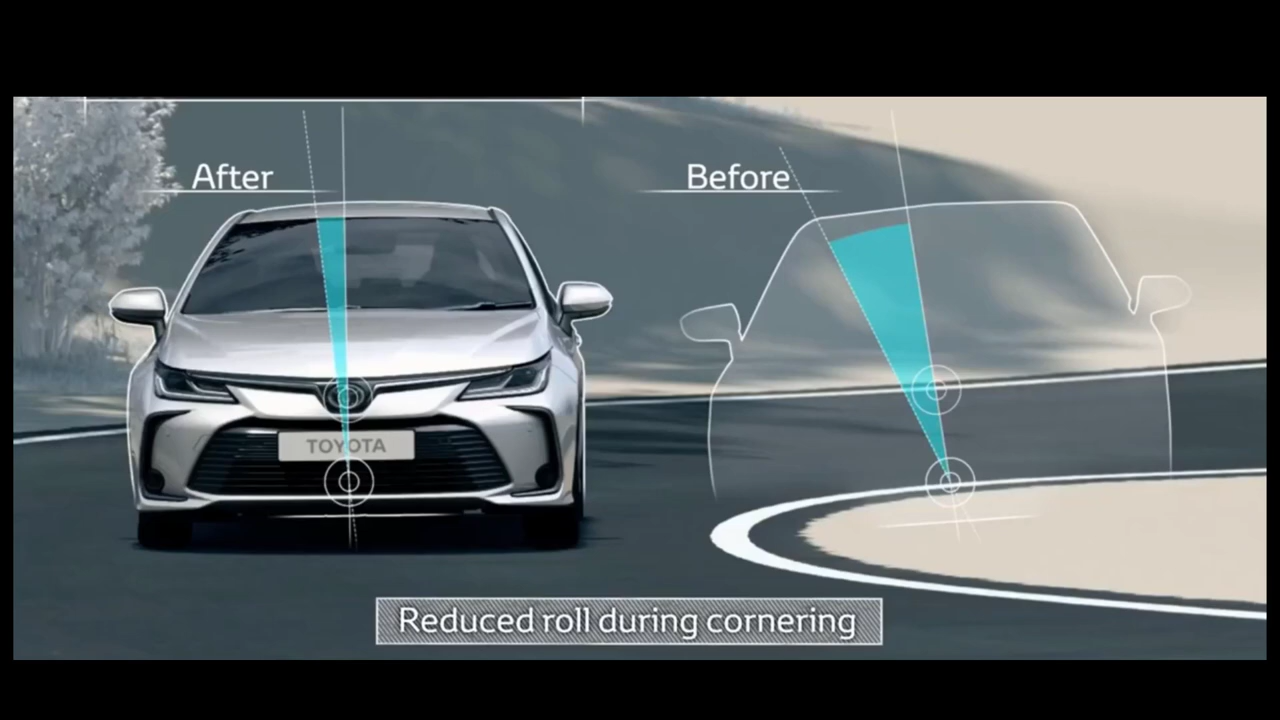 After
Before
TOYOTA
Reduced roll during cornering